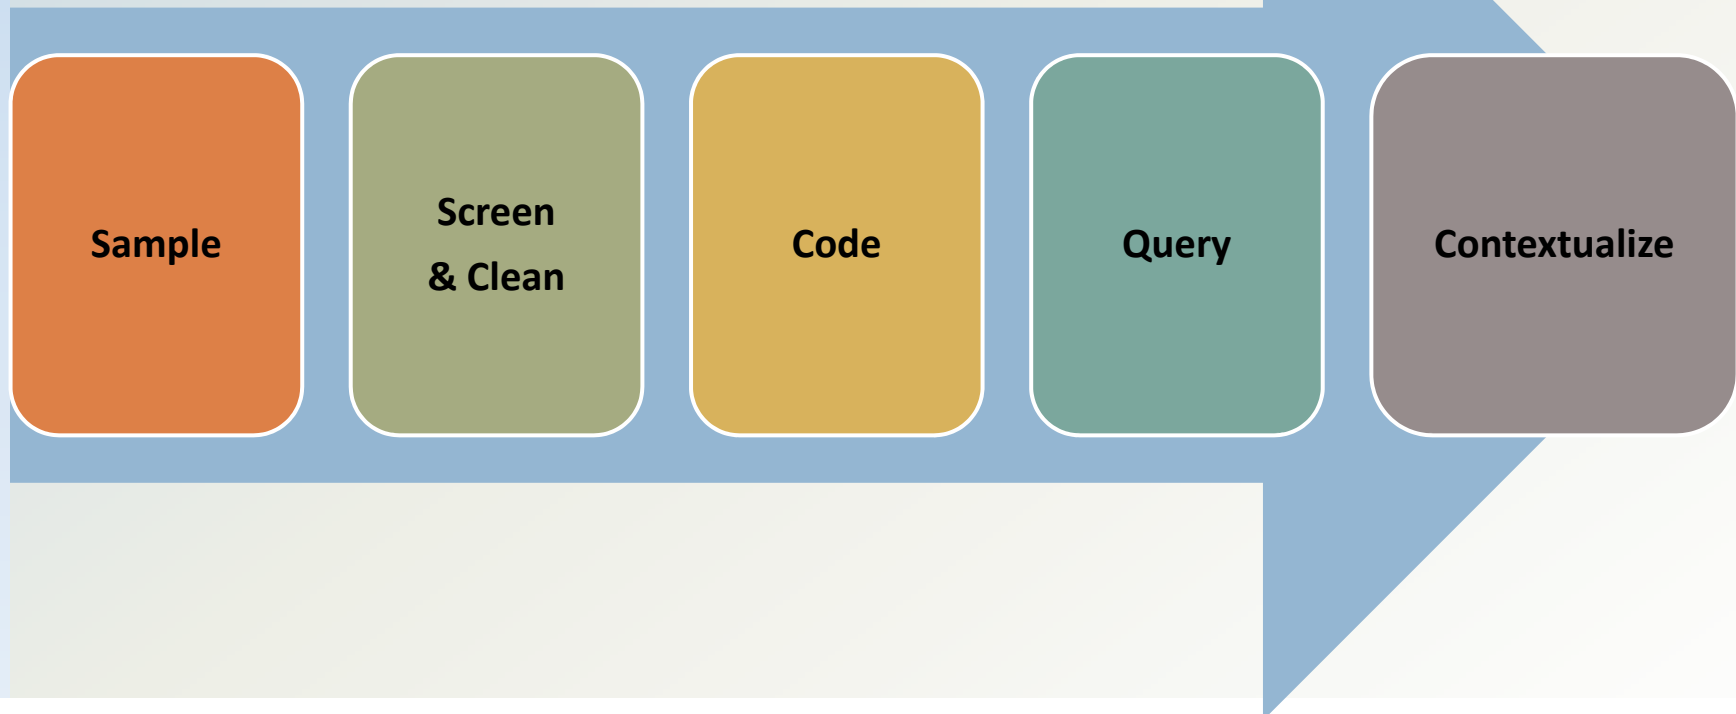 Sample
Screen
& Clean
Code
Query
Contextualize